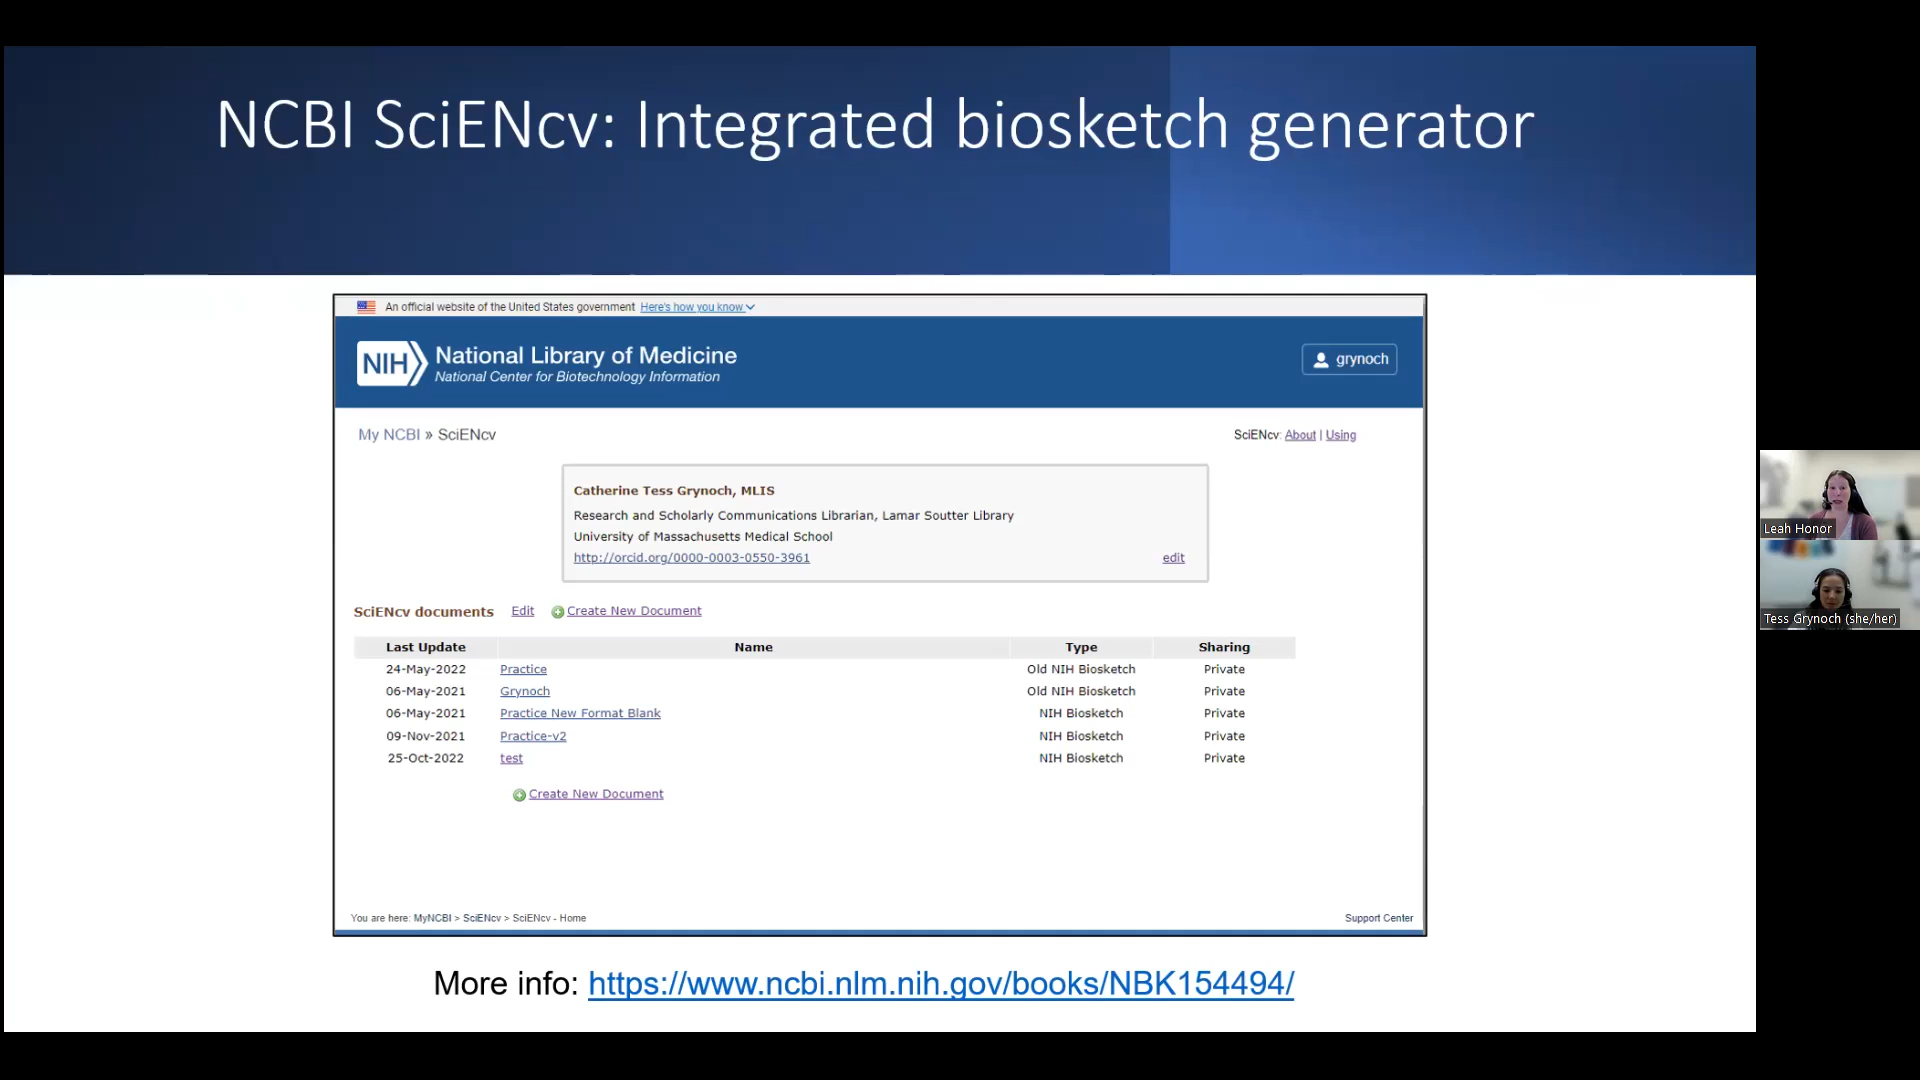 NCBI SciENcv: Integrated biosketch generator
An official website of the United States government Here's how you know
NIH National Library of Medicine
National Center for Biotechnology Information
grynoch
My NCBI » SciENcv
SciENcv: About | Using
Catherine Tess Grynoch, MLIS
Research and Scholarly Communications Librarian, Lamar Soutter Library
University of Massachusetts Medical School
http://orcid.org/0000-0003-0550-3961 edit
SciENcv documents Edit Create New Document
Last Update Name Type Sharing
24-May-2022 Practice Old NIH Biosketch Private
06-May-2021 Grynoch Old NIH Biosketch Private
06-May-2021 Practice New Format Blank NIH Biosketch Private
09-Nov-2021 Practice-v2 NIH Biosketch Private
25-Oct-2022 test NIH Biosketch Private
Create New Document
You are here: MyNCBI > SciENcv > SciENcv - Home Support Center
More info: https://www.ncbi.nlm.nih.gov/books/NBK154494/
Leah Honor
Tess Grynoch (she/her)